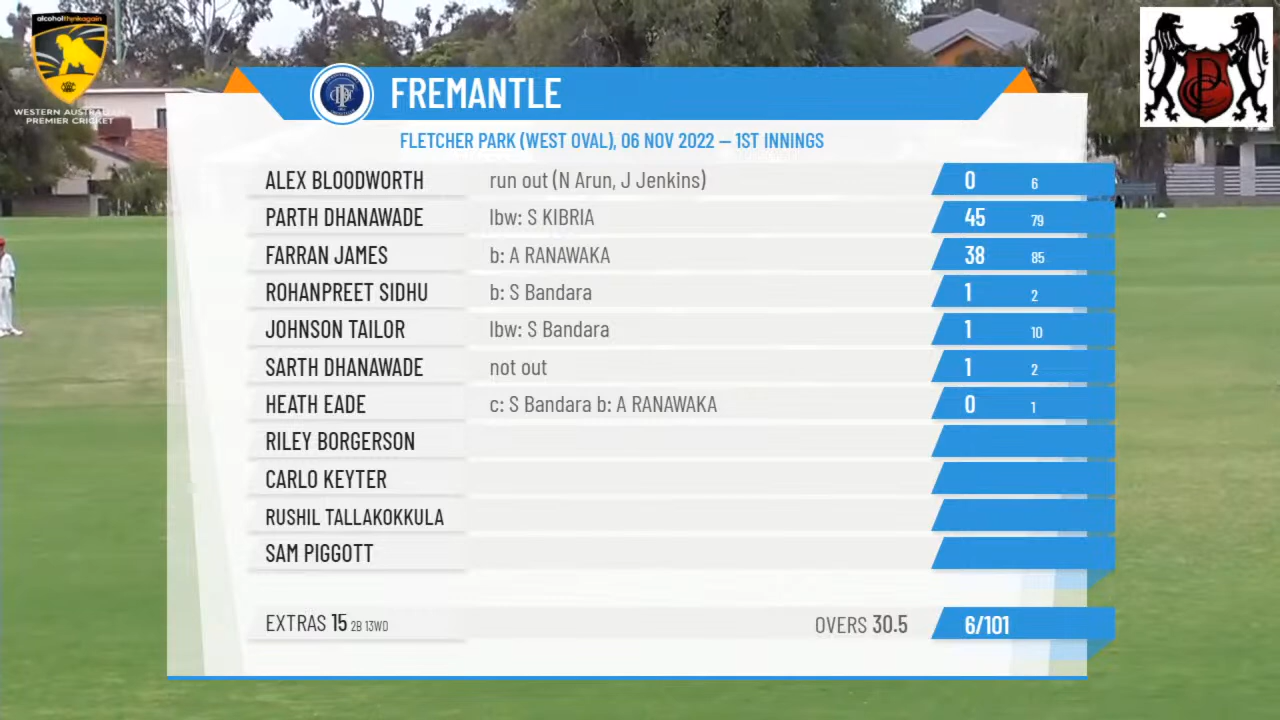 alcoholthinkagain
WESTERN AUSTRALIAN
PREMIER CRICKET
FREMANTLE
FLETCHER PARK (WEST OVAL), 06 NOV 2022 – 1ST INNINGS
ALEX BLOODWORTH run out (N Arun, J Jenkins) 0 6
PARTH DHANAWADE lbw: S KIBRIA 45 79
FARRAN JAMES b: A RANAWAKA 38 85
ROHANPREET SIDHU b: S Bandara 1 2
JOHNSON TAILOR lbw: S Bandara 1 10
SARTH DHANAWADE not out 1 2
HEATH EADE c: S Bandara b: A RANAWAKA 0 1
RILEY BORGERSON
CARLO KEYTER
RUSHIL TALLAKOKKULA
SAM PIGGOTT
EXTRAS 15 2B 13WD OVERS 30.5 6/101